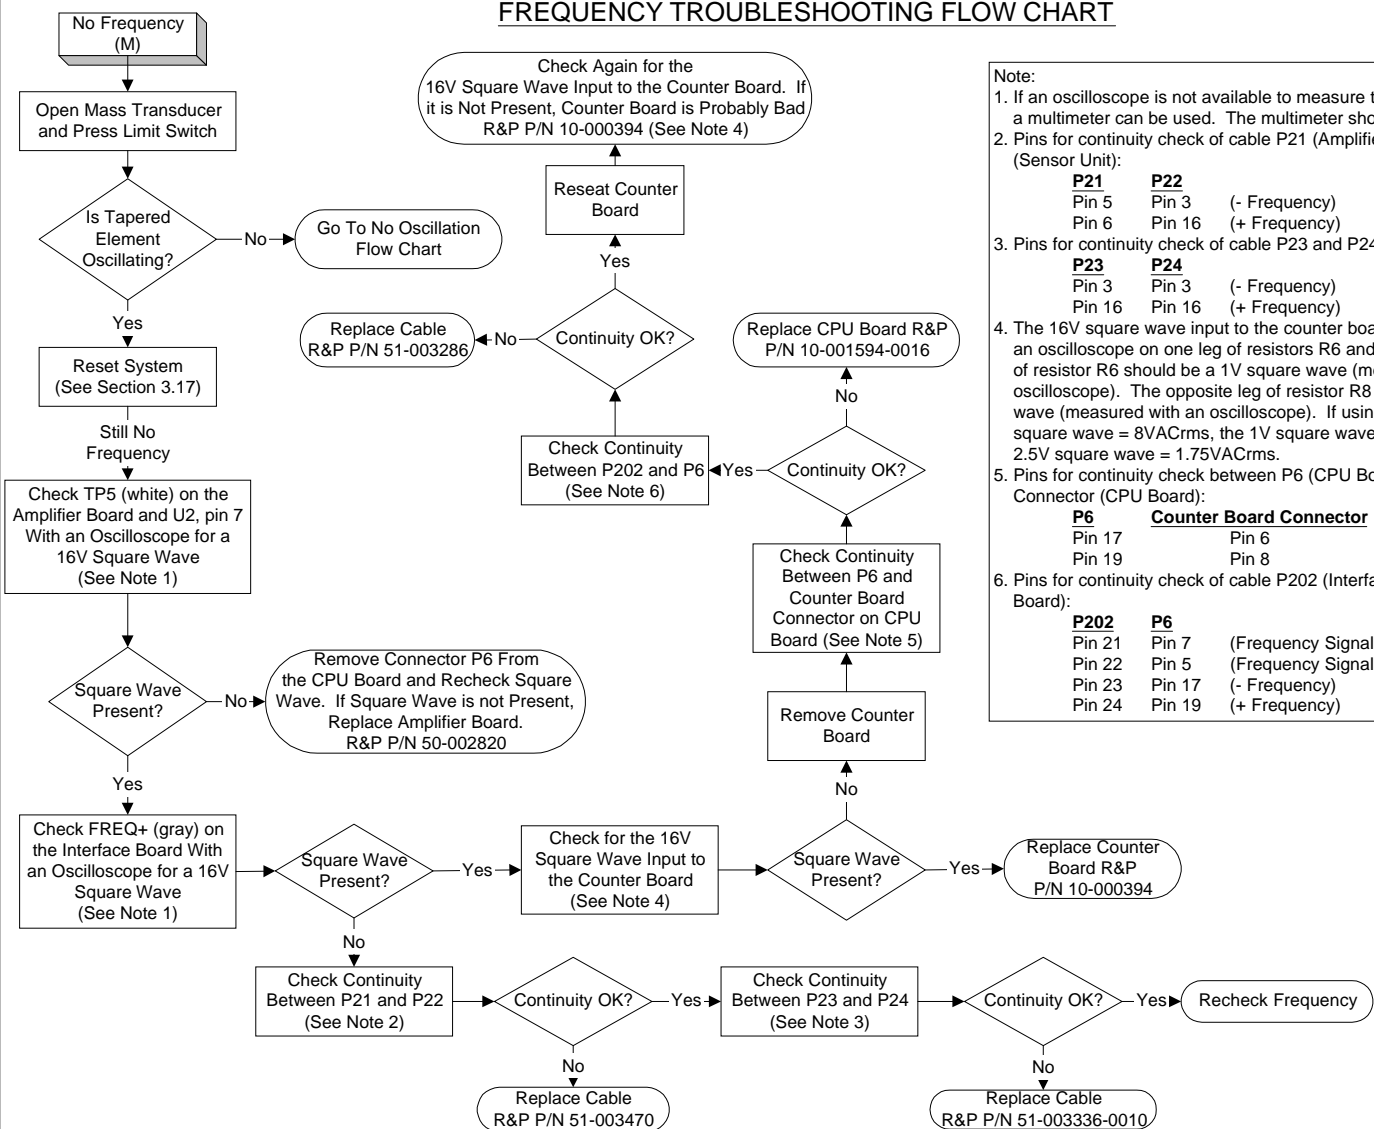 FREQUENCY TROUBLESHOOTING FLOW CHART
No Frequency
(M)
Open Mass Transducer
and Press Limit Switch
Is Tapered
Element
Oscillating?
No
Go To No Oscillation
Flow Chart
Yes
Reset System
(See Section 3.17)
Still No
Frequency
Check TP5 (white) on the
Amplifier Board and U2, pin 7
With an Oscilloscope for a
16V Square Wave
(See Note 1)
Square Wave
Present?
No
Remove Connector P6 From
the CPU Board and Recheck Square
Wave. If Square Wave is not Present,
Replace Amplifier Board.
R&P P/N 50-002820
Yes
Check FREQ+ (gray) on
the Interface Board With
an Oscilloscope for a 16V
Square Wave
(See Note 1)
Square Wave
Present?
Yes
Check for the 16V
Square Wave Input to
the Counter Board
(See Note 4)
Square Wave
Present?
Yes
Replace Counter
Board R&P
P/N 10-000394
No
Remove Counter
Board
Check Continuity
Between P6 and
Counter Board
Connector on CPU
Board (See Note 5)
Continuity OK?
No
Replace CPU Board R&P
P/N 10-001594-0016
Yes
Check Continuity
Between P202 and P6
(See Note 6)
Continuity OK?
No
Replace Cable
R&P P/N 51-003286
Yes
Reseat Counter
Board
Check Again for the
16V Square Wave Input to the Counter Board. If
it is Not Present, Counter Board is Probably Bad
R&P P/N 10-000394 (See Note 4)
No
Check Continuity
Between P21 and P22
(See Note 2)
Continuity OK?
No
Replace Cable
R&P P/N 51-003470
Yes
Check Continuity
Between P23 and P24
(See Note 3)
Continuity OK?
No
Replace Cable
R&P P/N 51-003336-0010
Yes
Recheck Frequency
Note:
1. If an oscilloscope is not available to measure
a multimeter can be used. The multimeter
2. Pins for continuity check of cable P21
(Sensor Unit):
P21 P22
Pin 5 Pin 3 (- Frequency)
Pin 6 Pin 16 (+ Frequency)
3. Pins for continuity check of cable P23 and P24
P23 P24
Pin 3 Pin 3 (- Frequency)
Pin 16 Pin 16 (+ Frequency)
4. The 16V square wave input to the counter
an oscilloscope on one leg of resistors R6 and
of resistor R6 should be a 1V square wave
oscilloscope). The opposite leg of resistor R8
wave (measured with an oscilloscope). If
square wave = 8VACrms, the 1V square wave
2.5V square wave = 1.75VACrms.
5. Pins for continuity check between P6 (CPU
Connector (CPU Board):
P6 Counter Board Connector
Pin 17 Pin 6
Pin 19 Pin 8
6. Pins for continuity check of cable P202
Board):
P202 P6
Pin 21 Pin 7 (Frequency Signal
Pin 22 Pin 5 (Frequency Signal
Pin 23 Pin 17 (- Frequency)
Pin 24 Pin 19 (+ Frequency)